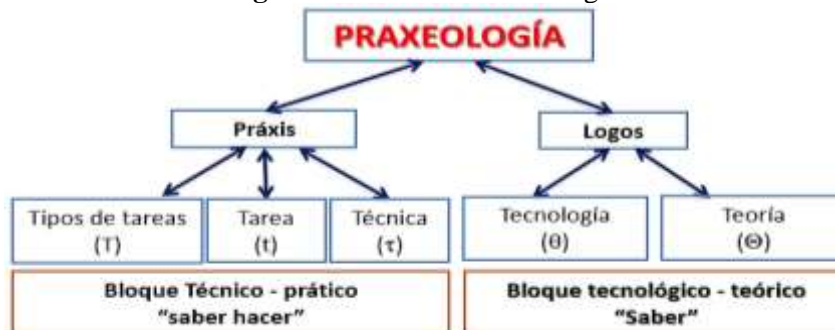 PRAXEOLOGÍA
Práxis
Logos
Tipos de tareas
(T)
Tarea
(t)
Técnica
(τ)
Tecnología
(θ)
Teoría
(Θ)
Bloque Técnico - prático
“saber hacer”
Bloque tecnológico - teórico
“Saber”